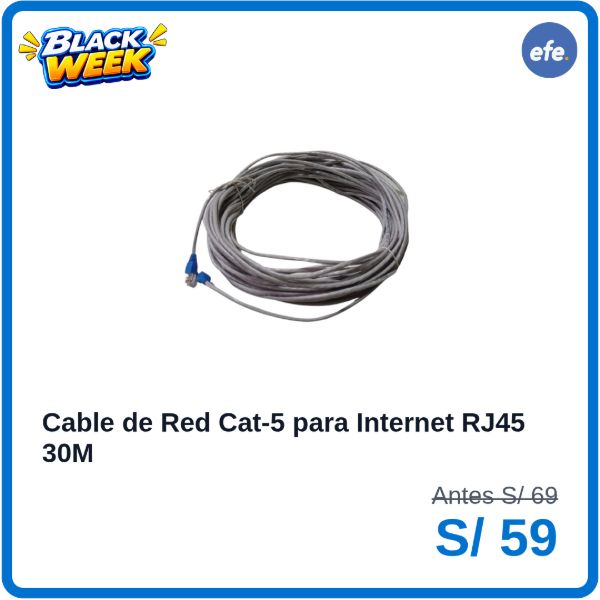 BLACK
WEEK
efe.
Cable de Red Cat-5 para Internet RJ45
30M
Antes S/ 69
S/ 59